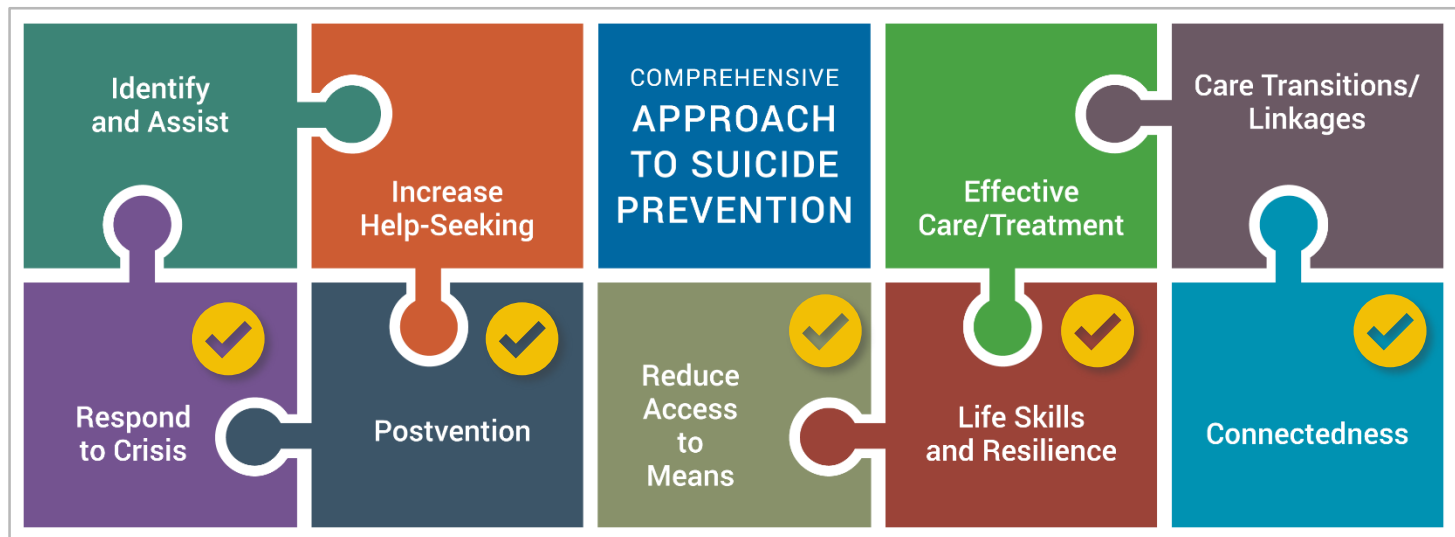 Identify
and Assist
Increase
Help-Seeking
COMPREHENSIVE
APPROACH
TO SUICIDE
PREVENTION
Effective
Care/Treatment
Care Transitions/
Linkages
Respond
to Crisis
Postvention
Reduce
Access
to
Means
Life Skills
and Resilience
Connectedness